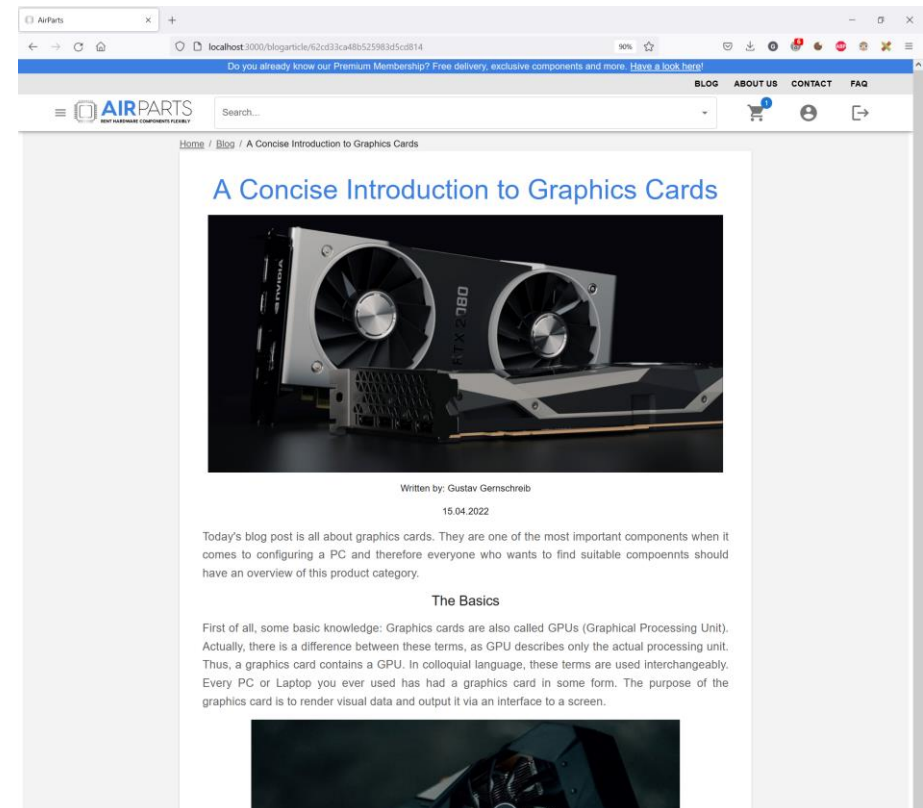 AirParts
localhost:3000/blogarticle/62cd33ca48b525983d5cd814
90%
Do you already know our Premium Membership? Free delivery, exclusive components and more. Have a look here!
BLOG ABOUT US CONTACT FAQ
AIRPARTS
RENT HARDWARE COMPONENTS FLEXIBLY
Search...
1
Home / Blog / A Concise Introduction to Graphics Cards
A Concise Introduction to Graphics Cards
NVIDIA
RTX 2080
Written by: Gustav Gernschreib
15.04.2022
Today's blog post is all about graphics cards. They are one of the most important components when it
comes to configuring a PC and therefore everyone who wants to find suitable compoennts should
have an overview of this product category.
The Basics
First of all, some basic knowledge: Graphics cards are also called GPUs (Graphical Processing Unit).
Actually, there is a difference between these terms, as GPU describes only the actual processing unit.
Thus, a graphics card contains a GPU. In colloquial language, these terms are used interchangeably.
Every PC or Laptop you ever used has had a graphics card in some form. The purpose of the
graphics card is to render visual data and output it via an interface to a screen.